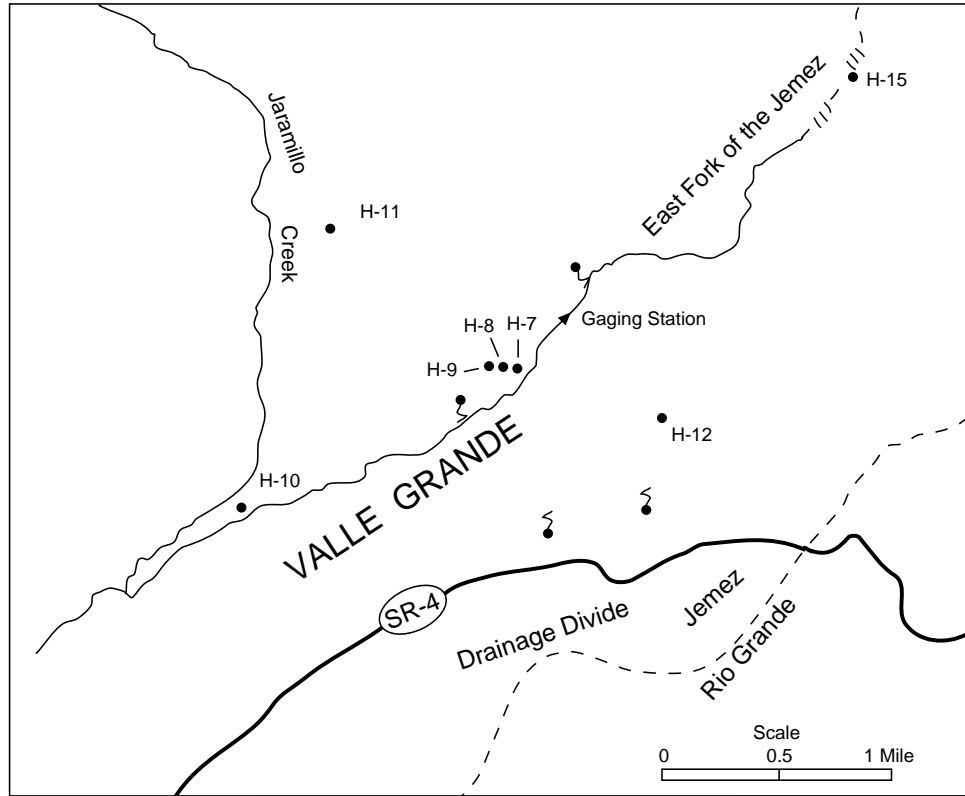 Jaramillo
Creek
East Fork of the Jemez
H-15
H-11
Gaging Station
H-8
H-7
H-9
H-12
H-10
VALLE GRANDE
SR-4
Drainage Divide
Jemez
Rio Grande
Scale
0 0.5 1 Mile